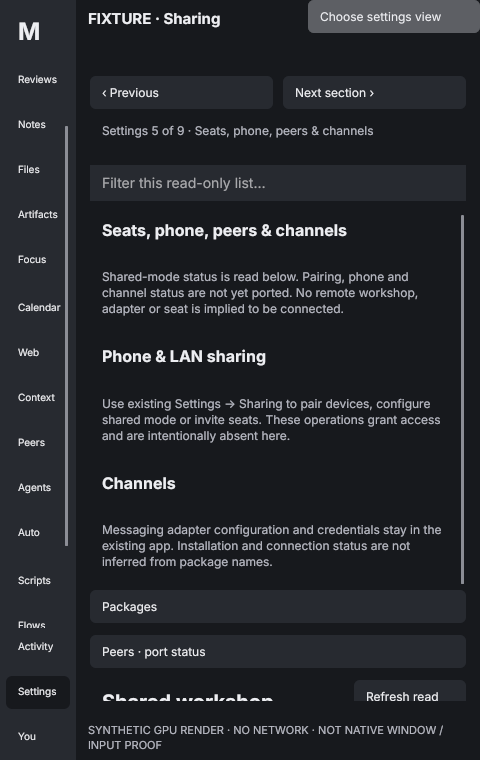 M
Reviews
Notes
Files
Artifacts
Focus
Calendar
Web
Context
Peers
Agents
Auto
Scripts
Flows
Activity
Settings
You
FIXTURE · Sharing
Choose settings view
‹ Previous
Next section ›
Settings 5 of 9 · Seats, phone, peers & channels
Filter this read-only list...
Seats, phone, peers & channels
Shared-mode status is read below. Pairing, phone and
channel status are not yet ported. No remote workshop,
adapter or seat is implied to be connected.
Phone & LAN sharing
Use existing Settings → Sharing to pair devices, configure
shared mode or invite seats. These operations grant access
and are intentionally absent here.
Channels
Messaging adapter configuration and credentials stay in the
existing app. Installation and connection status are not
inferred from package names.
Packages
Peers · port status
Shared workshop
Refresh read
SYNTHETIC GPU RENDER · NO NETWORK · NOT NATIVE WINDOW /
INPUT PROOF